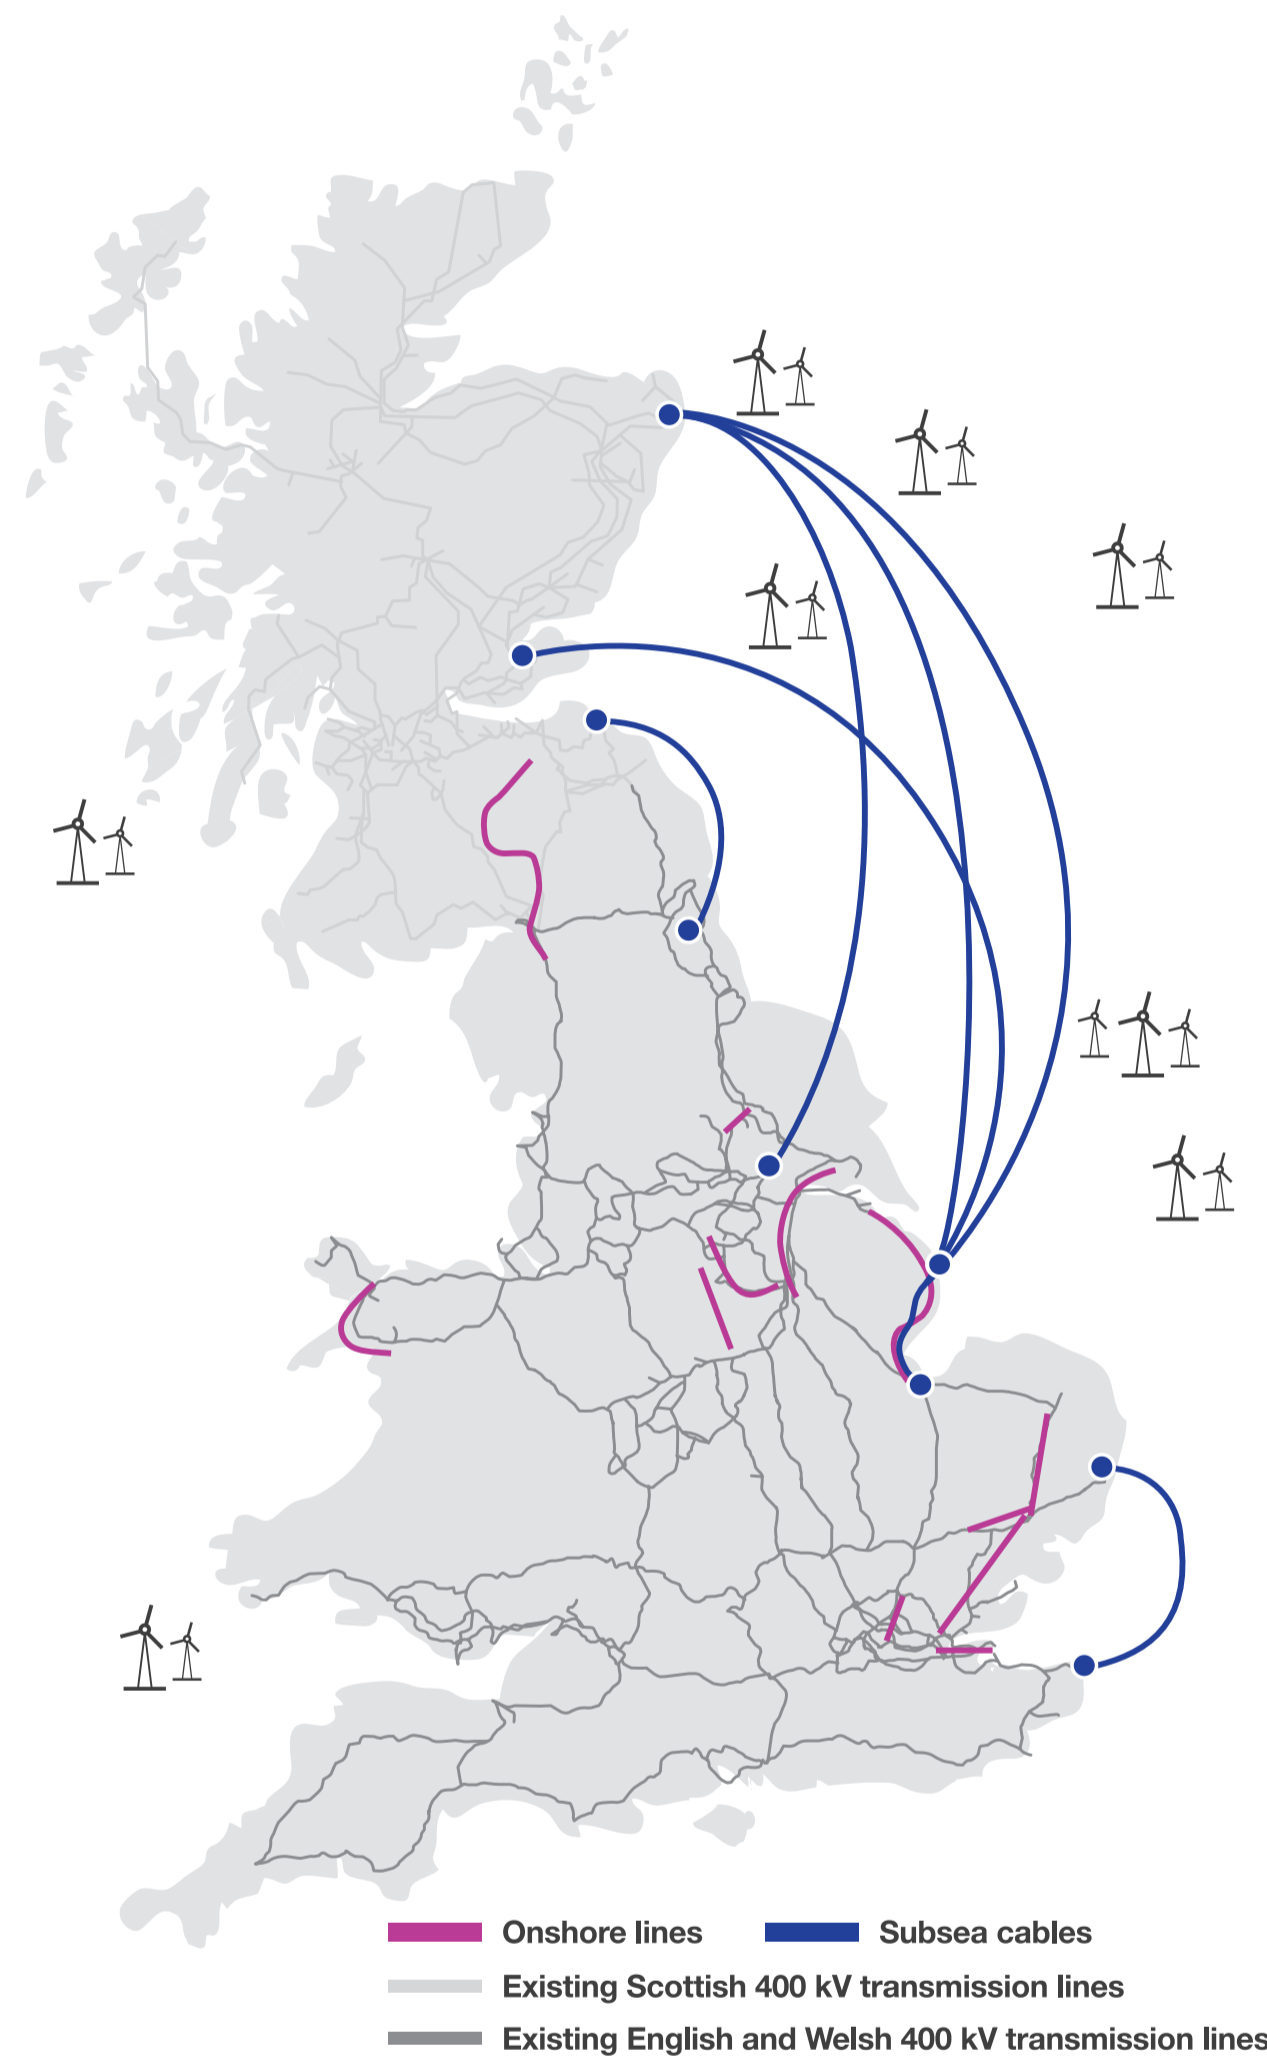 Onshore lines
Subsea cables
Existing Scottish 400 kV transmission lines
Existing English and Welsh 400 kV transmission lines